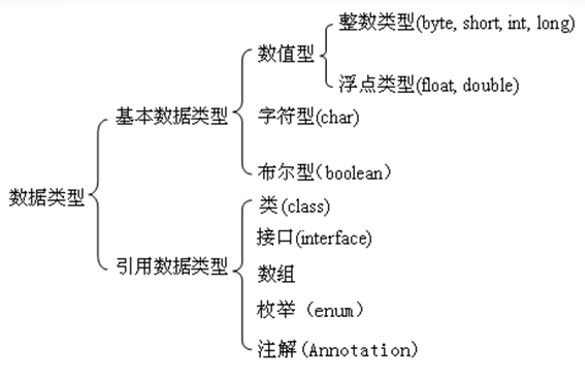 整数类型(byte, short, int, long)
数值型
浮点类型(float, double)
基本数据类型
字符型(char)
布尔型(boolean)
数据类型
类(class)
接口(interface)
引用数据类型
数组
枚举（enum）
注解(Annotation)